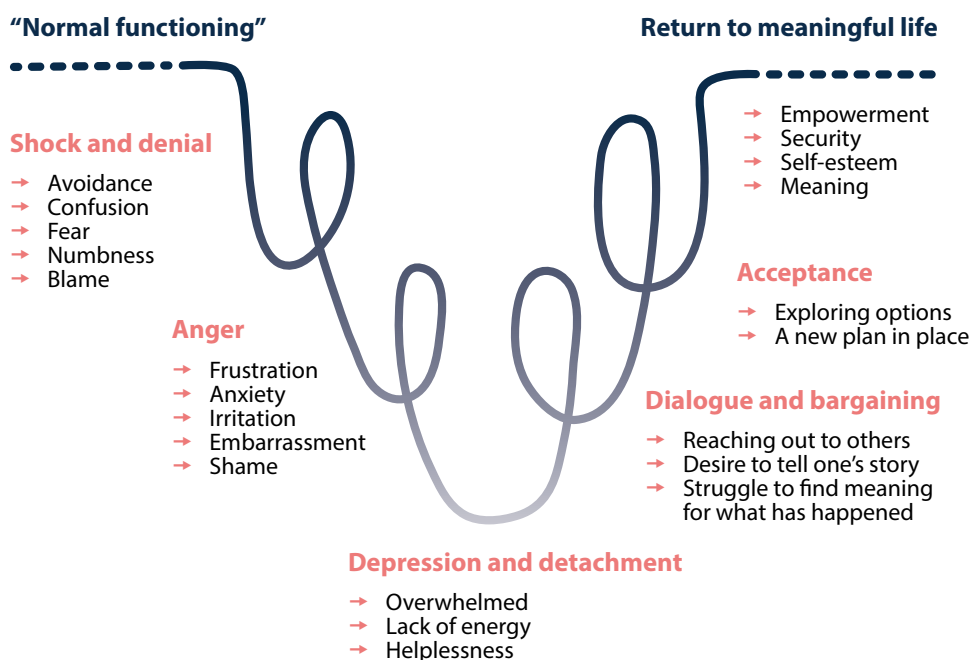 “Normal functioning”
Return to meaningful life
Shock and denial
→ Avoidance
→ Confusion
→ Fear
→ Numbness
→ Blame
Anger
→ Frustration
→ Anxiety
→ Irritation
→ Embarrassment
→ Shame
Depression and detachment
→ Overwhelmed
→ Lack of energy
→ Helplessness
Dialogue and bargaining
→ Reaching out to others
→ Desire to tell one’s story
→ Struggle to find meaning
for what has happened
Acceptance
→ Exploring options
→ A new plan in place
→ Empowerment
→ Security
→ Self-esteem
→ Meaning